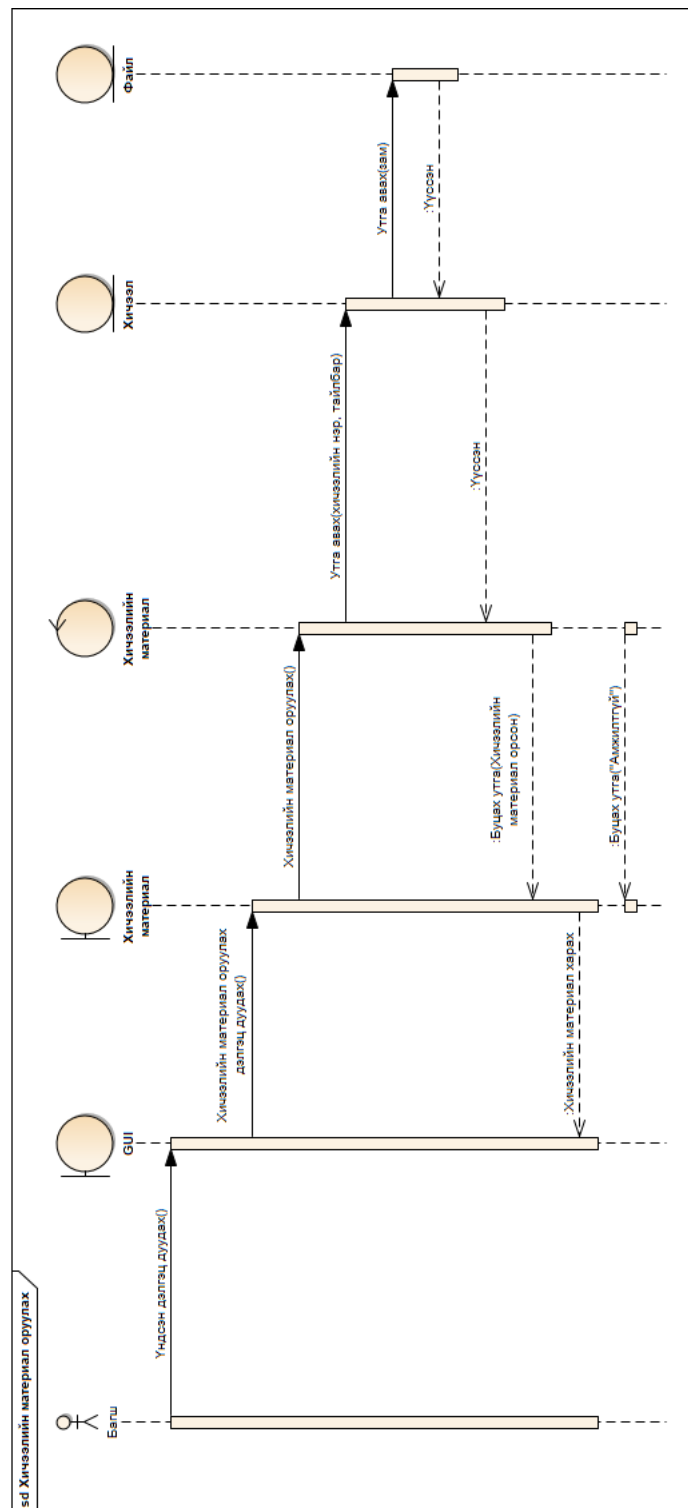 sd Хичээлийн материал оруулах
Багш
GUI
Хичээлийн
материал
Хичээлийн
материал
Хичээл
Файл
Үндсэн дэлгэц дуудах()
Хичээлийн материал оруулах
дэлгэц дуудах()
Хичээлийн материал оруулах()
Утга авах(хичээлийн нэр, тайлбар)
Утга авах(зам)
:Үүссэн
:Үүссэн
:Буцах утга(Хичээлийн
материал орсон)
:Хичээлийн материал харах
:Буцах утга("Амжилтгүй")